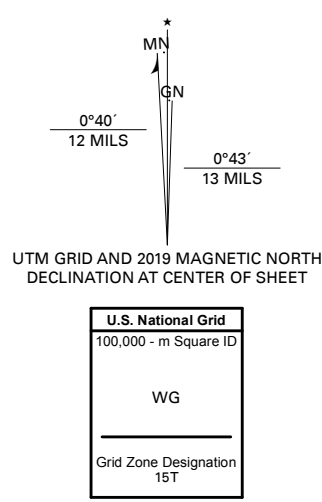 MN
GN
0°40´
12 MILS
0°43´
13 MILS
UTM GRID AND 2019 MAGNETIC NORTH
DECLINATION AT CENTER OF SHEET
U.S. National Grid
100,000 - m Square ID
WG
Grid Zone Designation
15T